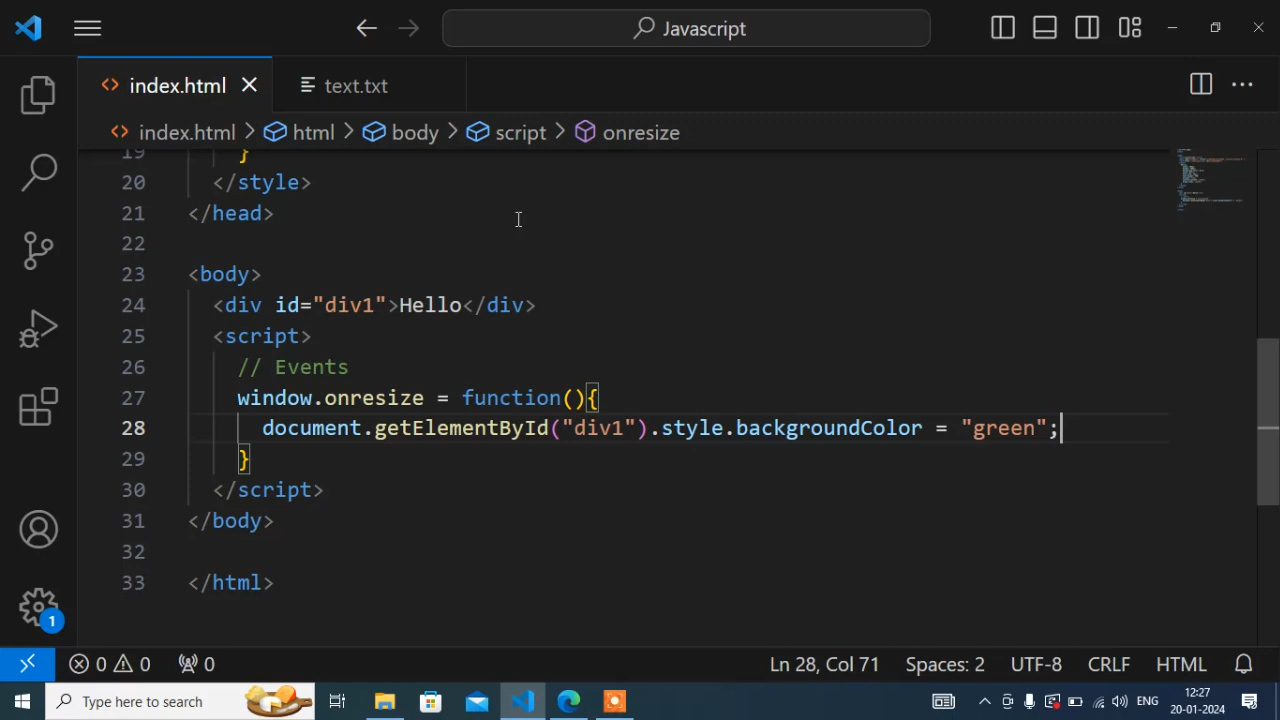 Javascript
index.html
text.txt
index.html > html > body > script > onresize
19 }
20 </style>
21 </head>
22
23 <body>
24 <div id="div1">Hello</div>
25 <script>
26 // Events
27 window.onresize = function(){
28 document.getElementById("div1").style.backgroundColor = "green";
29 }
30 </script>
31 </body>
32
33 </html>
1
0 0 0 Ln 28, Col 71 Spaces: 2 UTF-8 CRLF HTML
Type here to search ENG 12:27
20-01-2024